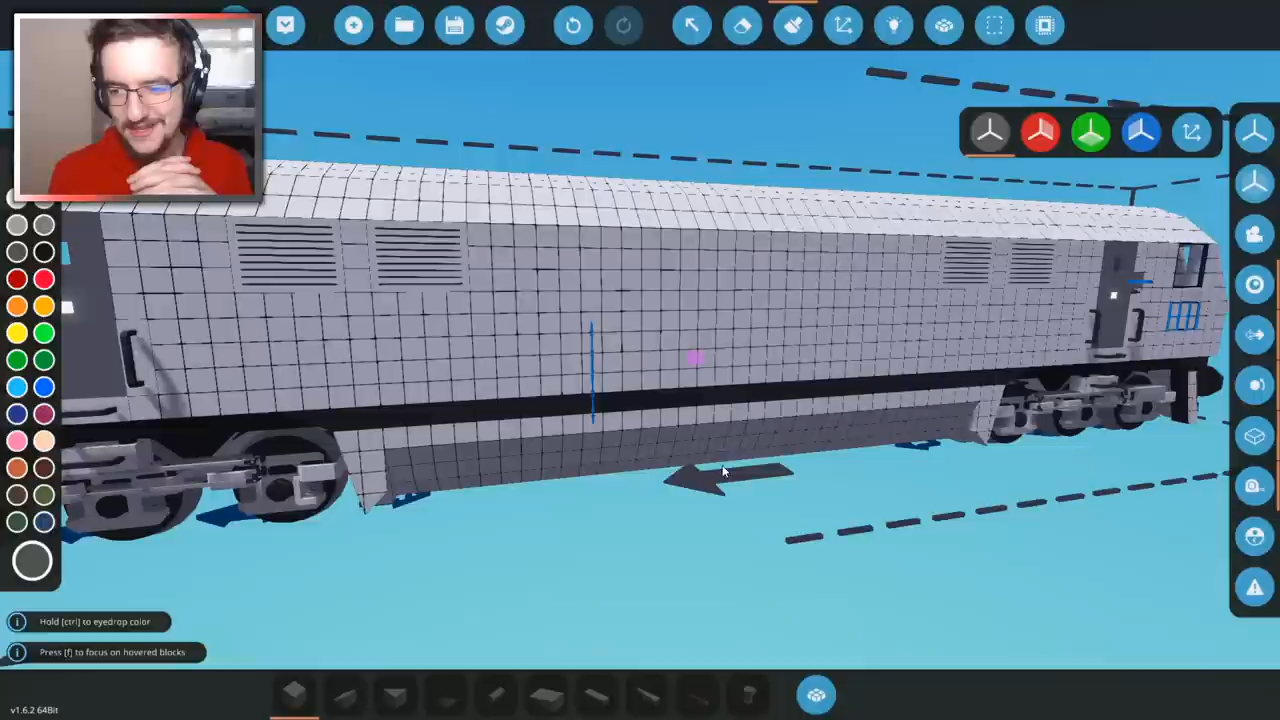 Hold [ctrl] to eyedrop color
Press [f] to focus on hovered blocks
v1.6.2 64Bit